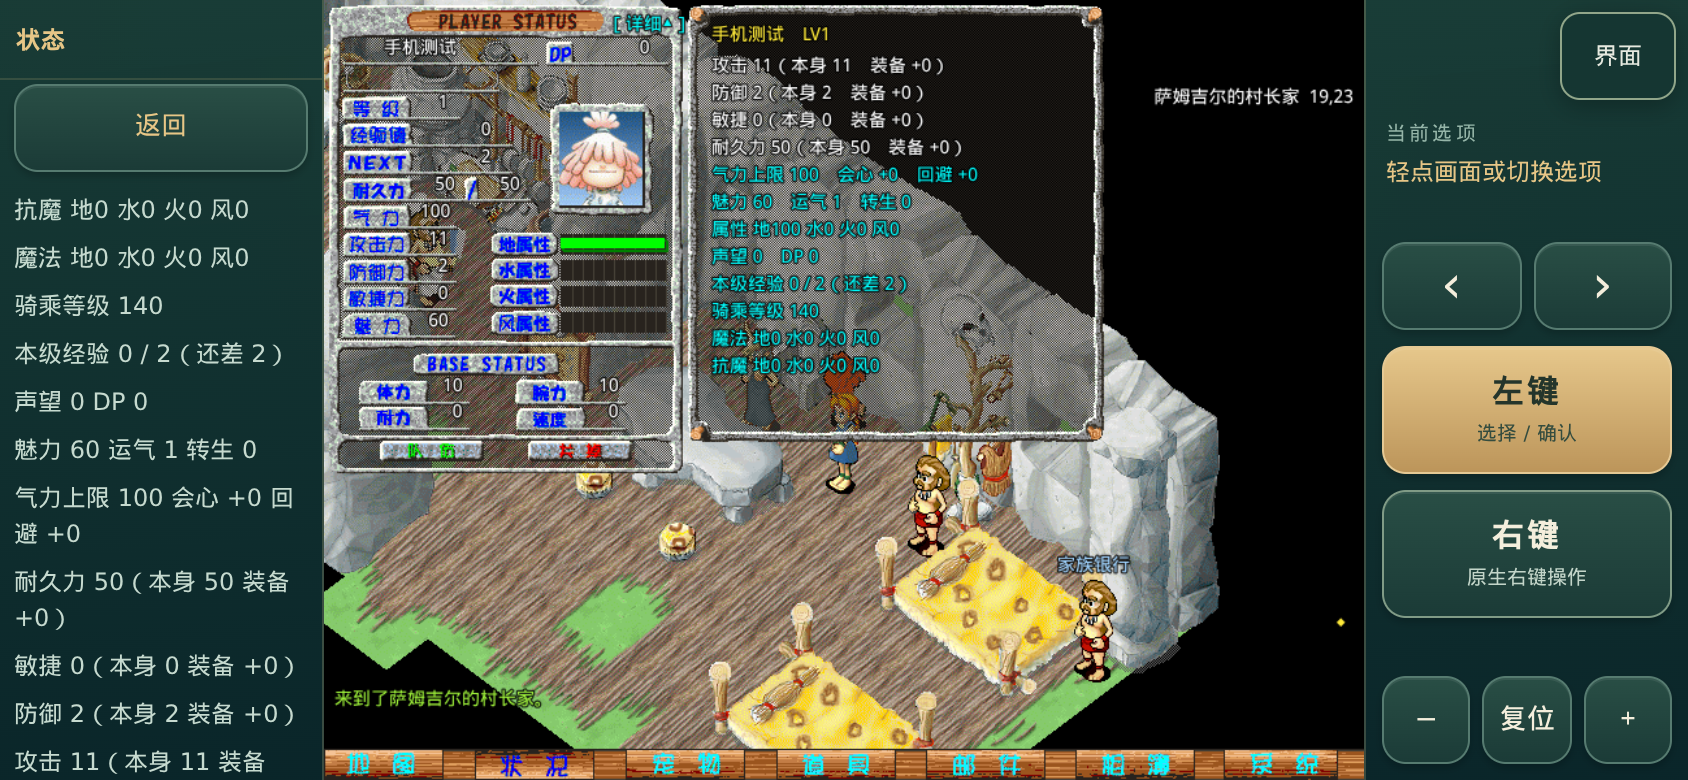 状态
返回
抗魔 地0 水0 火0 风0
魔法 地0 水0 火0 风0
骑乘等级 140
本级经验 0 / 2（还差 2）
声望 0 DP 0
魅力 60 运气 1 转生 0
气力上限 100 会心 +0 回
避 +0
耐久力 50（本身 50 装备
+0）
敏捷 0（本身 0 装备 +0）
防御 2（本身 2 装备 +0）
攻击 11（本身 11 装备
PLAYER STATUS
[ 详细▲ ]
手机测试
DP 0
等级 1
经验值 0
NEXT 2
耐久力 50 / 50
气力 100
攻击力 11
防御力 2
敏捷力 0
魅力 60
地属性
水属性
火属性
风属性
BASE STATUS
体力 10
腕力 10
耐力 0
速度 0
手机测试 LV1
攻击 11（本身 11 装备 +0）
防御 2（本身 2 装备 +0）
敏捷 0（本身 0 装备 +0）
耐久力 50（本身 50 装备 +0）
气力上限 100 会心 +0 回避 +0
魅力 60 运气 1 转生 0
属性 地100 水0 火0 风0
声望 0 DP 0
本级经验 0 / 2（还差 2）
骑乘等级 140
魔法 地0 水0 火0 风0
抗魔 地0 水0 火0 风0
萨姆吉尔的村长家 19,23
家族银行
来到了萨姆吉尔的村长家。
地图
状况
宠物
道具
邮件
船簿
系统
界面
当前选项
轻点画面或切换选项
<
>
左键
选择 / 确认
右键
原生右键操作
−
复位
+